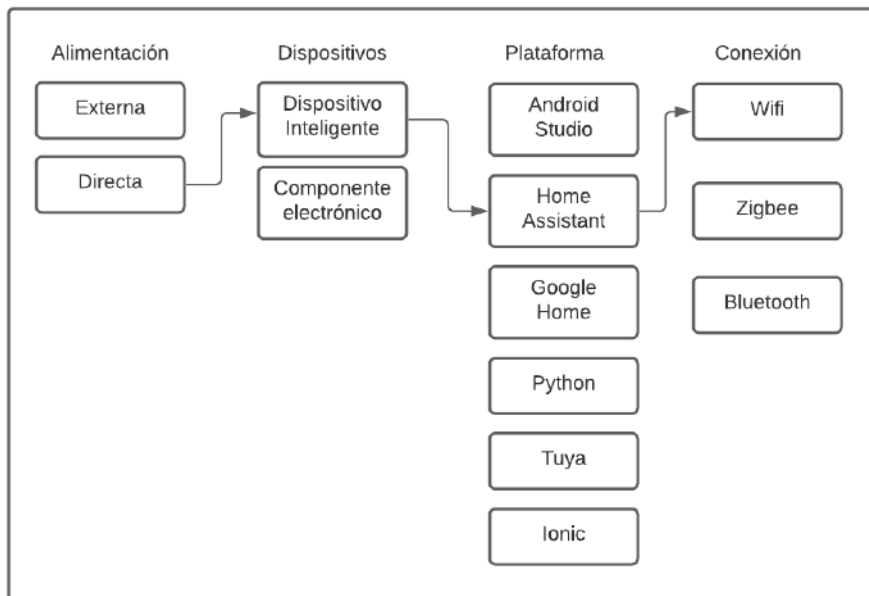 Alimentación
Dispositivos
Plataforma
Conexión
Externa
Directa
Dispositivo
Inteligente
Componente
electrónico
Android
Studio
Home
Assistant
Google
Home
Python
Tuya
Ionic
Wifi
Zigbee
Bluetooth